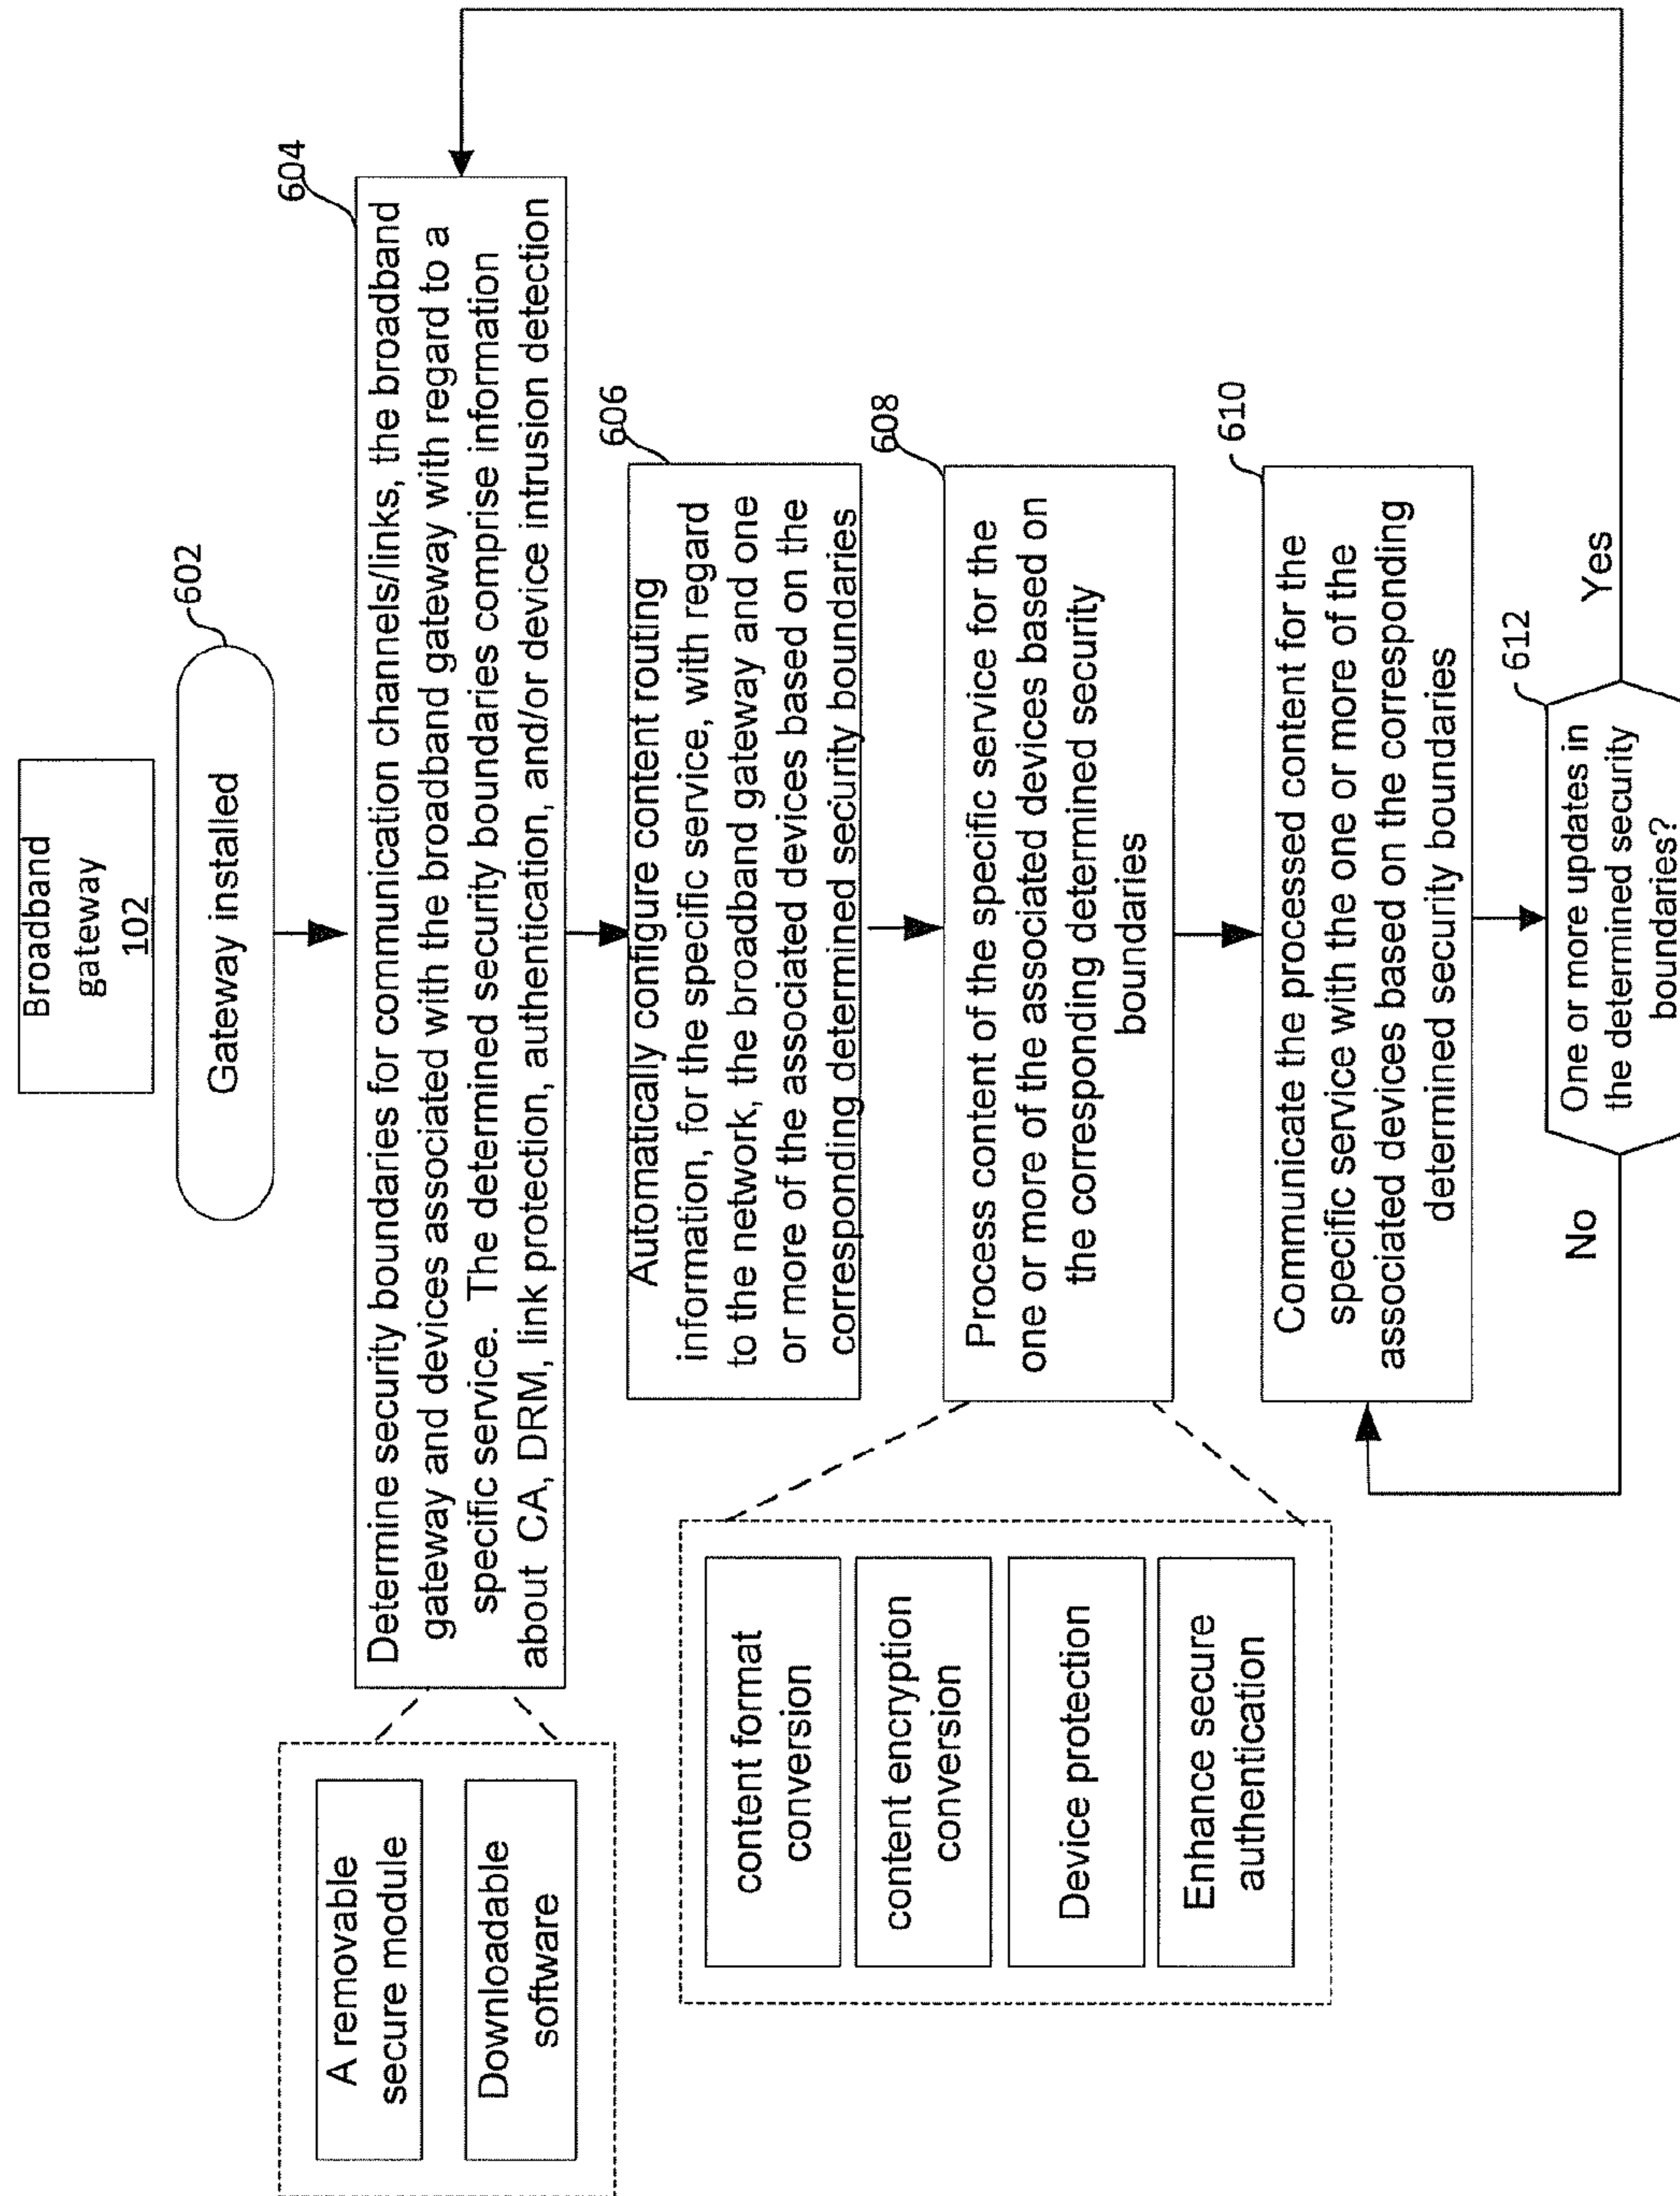 Broadband
gateway
102
602
Gateway installed
604
Determine security boundaries for communication channels/links, the broadband
gateway and devices associated with the broadband gateway with regard to a
specific service. The determined security boundaries comprise information
about CA, DRM, link protection, authentication, and/or device intrusion detection
A removable
secure module
Downloadable
software
606
Automatically configure content routing
information, for the specific service, with regard
to the network, the broadband gateway and one
or more of the associated devices based on the
corresponding determined security boundaries
608
Process content of the specific service for the
one or more of the associated devices based on
the corresponding determined security
boundaries
content format
conversion
content encryption
conversion
Device protection
Enhance secure
authentication
610
Communicate the processed content for the
specific service with the one or more of the
associated devices based on the corresponding
determined security boundaries
612
One or more updates in
the determined security
boundaries?
No
Yes